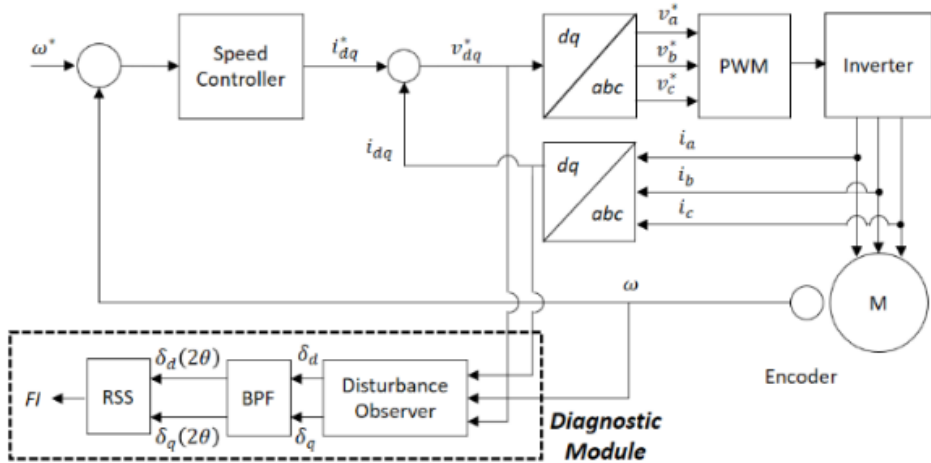 ω*
Speed
Controller
i*dq
v*dq
dq
abc
v*a
v*b
v*c
PWM
Inverter
idq
dq
abc
ia
ib
ic
ω
M
Encoder
FI
RSS
δd(2θ)
δq(2θ)
BPF
δd
δq
Disturbance
Observer
Diagnostic
Module